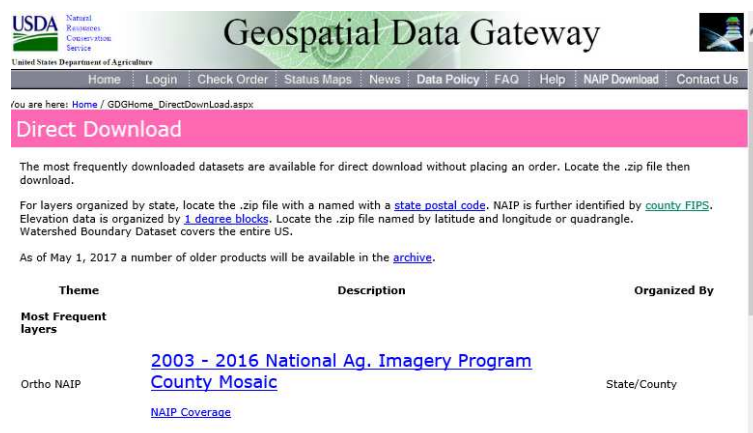 USDA Natural Resources Conservation Service
United States Department of Agriculture
Geospatial Data Gateway
Home Login Check Order Status Maps News Data Policy FAQ Help NAIP Download Contact Us
You are here: Home / GDGHome_DirectDownLoad.aspx
Direct Download
The most frequently downloaded datasets are available for direct download without placing an order. Locate the .zip file then
download.
For layers organized by state, locate the .zip file with a named with a state postal code. NAIP is further identified by county FIPS.
Elevation data is organized by 1 degree blocks. Locate the .zip file named by latitude and longitude or quadrangle.
Watershed Boundary Dataset covers the entire US.
As of May 1, 2017 a number of older products will be available in the archive.
Theme Description Organized By
Most Frequent
layers
Ortho NAIP
2003 - 2016 National Ag. Imagery Program
County Mosaic
State/County
NAIP Coverage